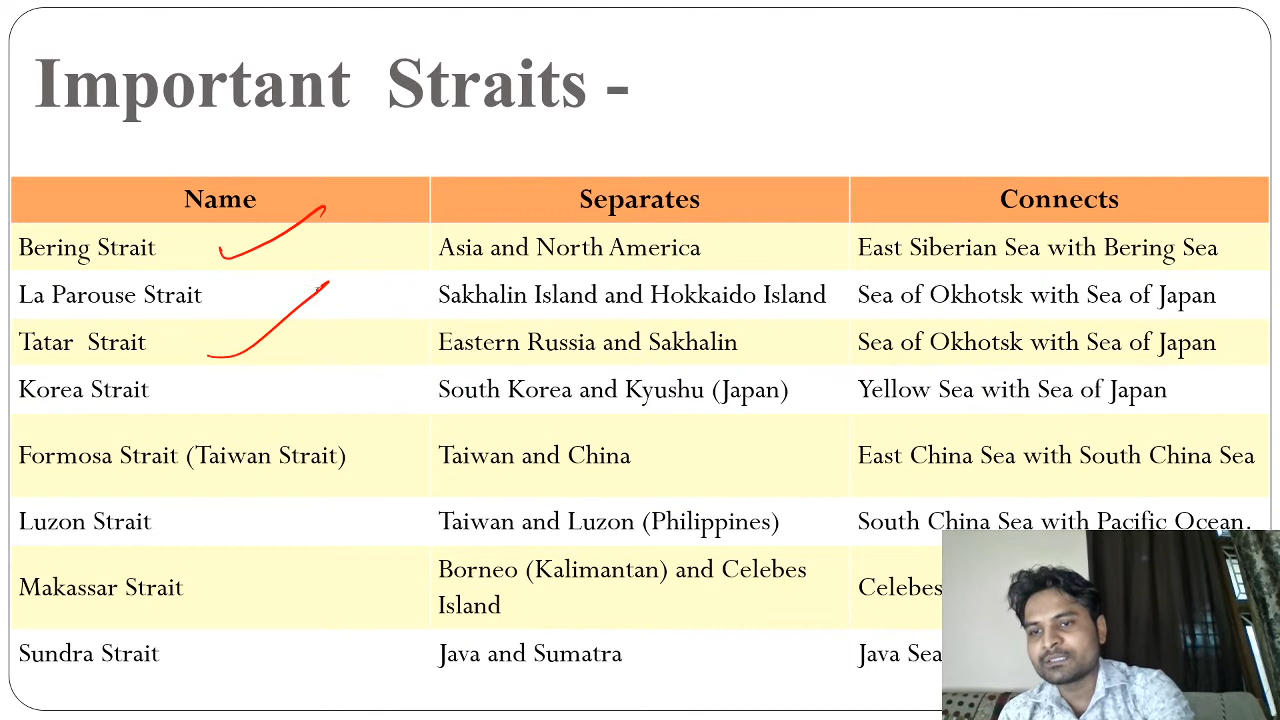 Important Straits -
Name Separates Connects
Bering Strait Asia and North America East Siberian Sea with Bering Sea
La Parouse Strait Sakhalin Island and Hokkaido Island Sea of Okhotsk with Sea of Japan
Tatar Strait Eastern Russia and Sakhalin Sea of Okhotsk with Sea of Japan
Korea Strait South Korea and Kyushu (Japan) Yellow Sea with Sea of Japan
Formosa Strait (Taiwan Strait) Taiwan and China East China Sea with South China Sea
Luzon Strait Taiwan and Luzon (Philippines) South China Sea with Pacific Ocean.
Makassar Strait Borneo (Kalimantan) and Celebes Celebes
Island
Sundra Strait Java and Sumatra Java Sea